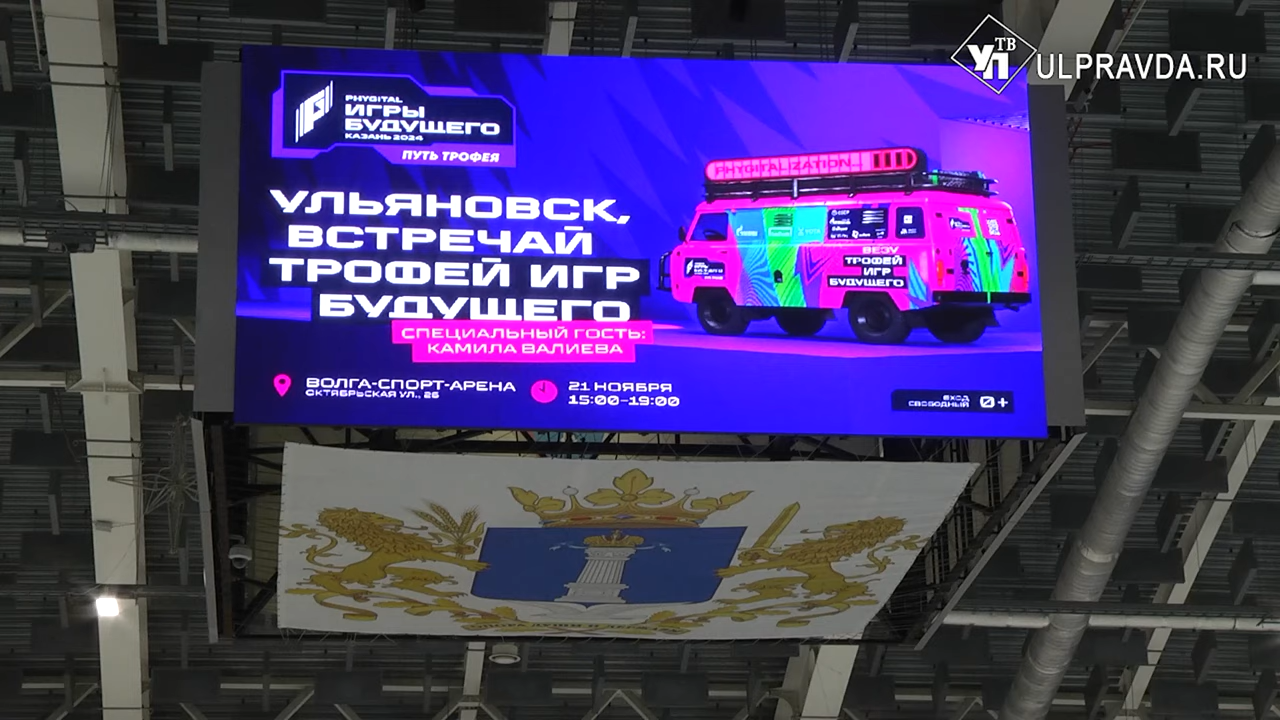 УП ТВ ULPRAVDA.RU
PHYGITAL
ИГРЫ
БУДУЩЕГО
КАЗАНЬ 2024
ПУТЬ ТРОФЕЯ
УЛЬЯНОВСК,
ВСТРЕЧАЙ
ТРОФЕЙ ИГР
БУДУЩЕГО
СПЕЦИАЛЬНЫЙ ГОСТЬ:
КАМИЛА ВАЛИЕВА
ВОЛГА-СПОРТ-АРЕНА
ОКТЯБРЬСКАЯ УЛ., 26
21 НОЯБРЯ
15:00–19:00
PHYGITALIZATION
ВЕЗУ
ТРОФЕЙ
ИГР
БУДУЩЕГО
ВХОД
СВОБОДНЫЙ
0+